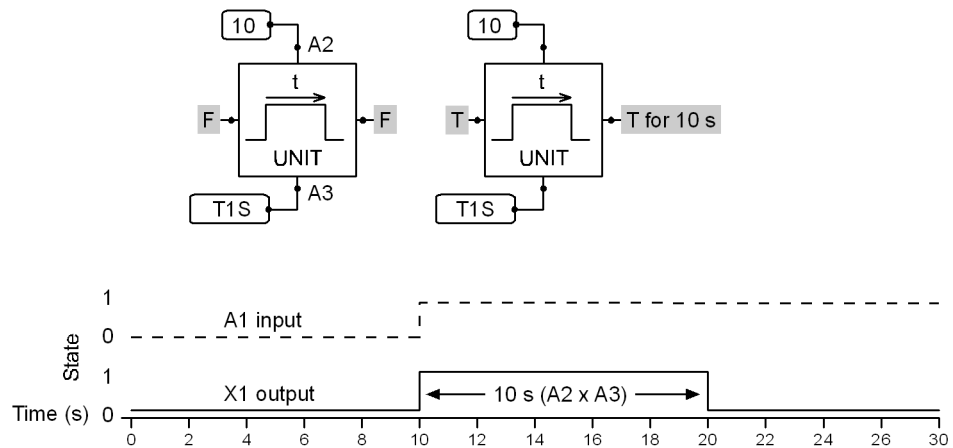 10 10
A2
t t
F F T T for 10 s
UNIT UNIT
A3
T1S T1S
1
A1 input
0
State
1
X1 output 10 s (A2 x A3)
Time (s) 0
0 2 4 6 8 10 12 14 16 18 20 22 24 26 28 30